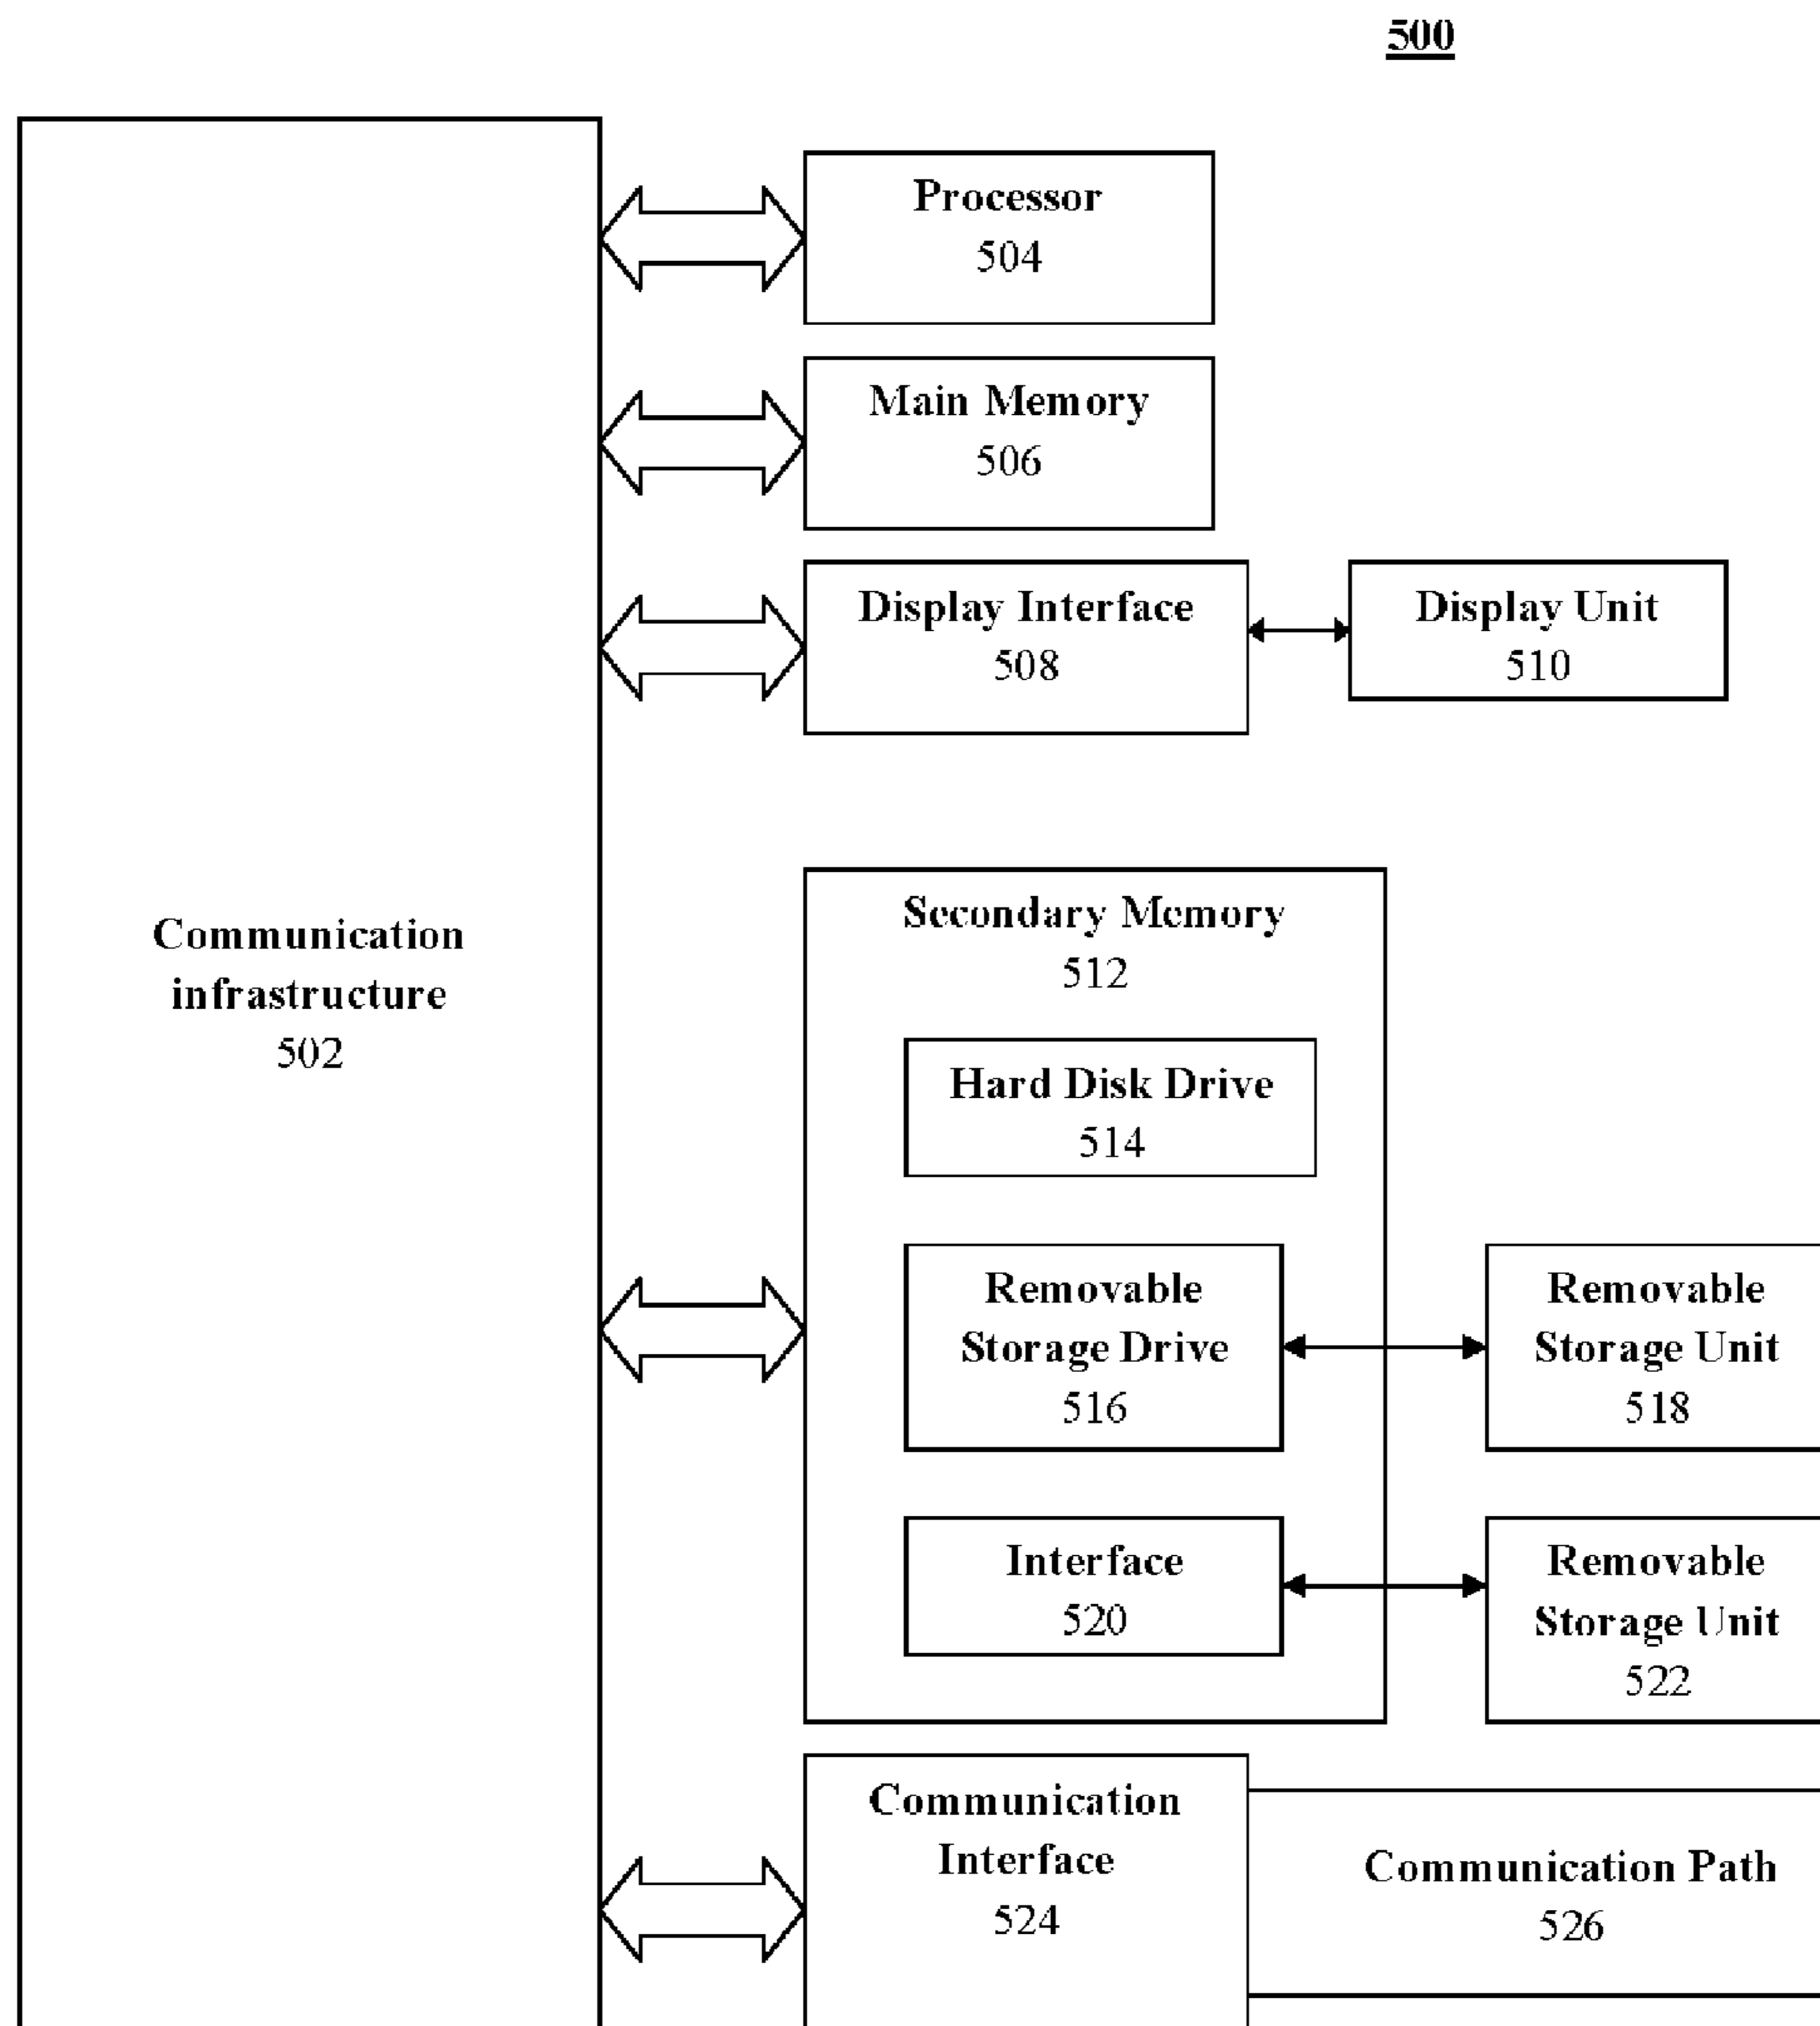 500
Processor
504
Main Memory
506
Display Interface
508
Display Unit
510
Communication
infrastructure
502
Secondary Memory
512
Hard Disk Drive
514
Removable
Storage Drive
516
Removable
Storage Unit
518
Interface
520
Removable
Storage Unit
522
Communication
Interface
524
Communication Path
526